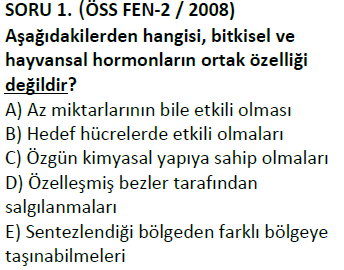 SORU 1. (ÖSS FEN-2 / 2008)
Aşağıdakilerden hangisi, bitkisel ve
hayvansal hormonların ortak özelliği
değildir?
A) Az miktarlarının bile etkili olması
B) Hedef hücrelerde etkili olmaları
C) Özgün kimyasal yapıya sahip olmaları
D) Özelleşmiş bezler tarafından
salgılanmaları
E) Sentezlendiği bölgeden farklı bölgeye
taşınabilmeleri